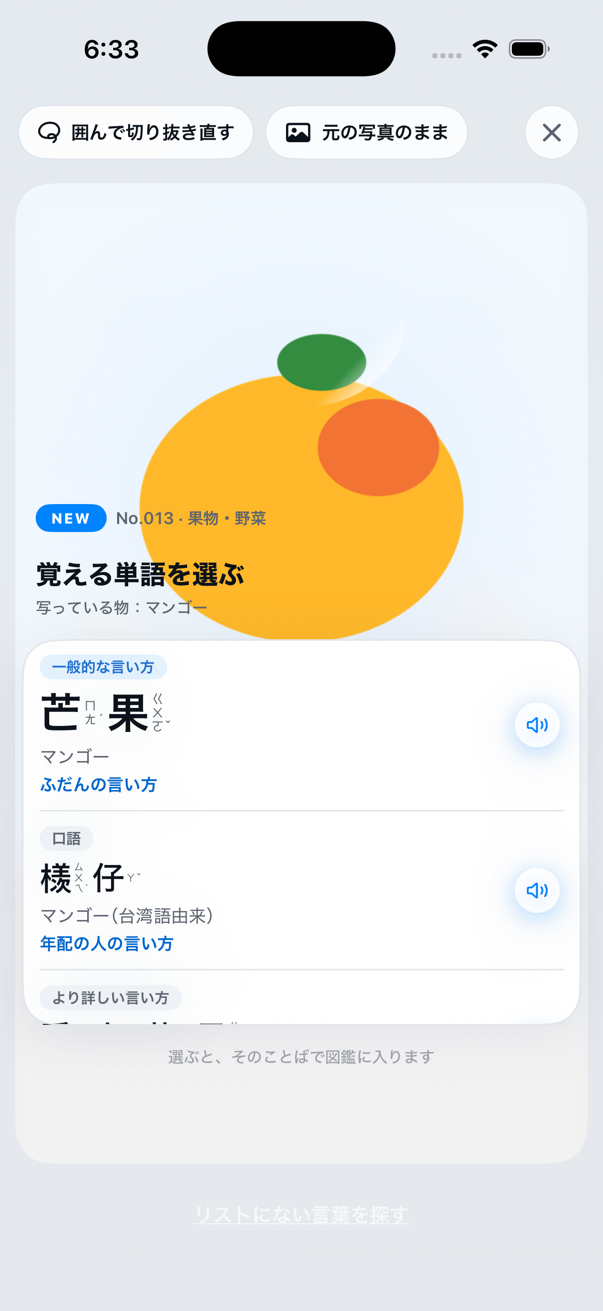 6:33
囲んで切り抜き直す
元の写真のまま
NEW
No.013 · 果物・野菜
覚える単語を選ぶ
写っている物：マンゴー
一般的な言い方
芒ㄇㄤˊ果ㄍㄨㄛˇ
マンゴー
ふだんの言い方
口語
檨ㄙㄨㄟˋ仔ㄚˇ
マンゴー(台湾語由来)
年配の人の言い方
より詳しい言い方
選ぶと、そのことばで図鑑に入ります
リストにない言葉を探す